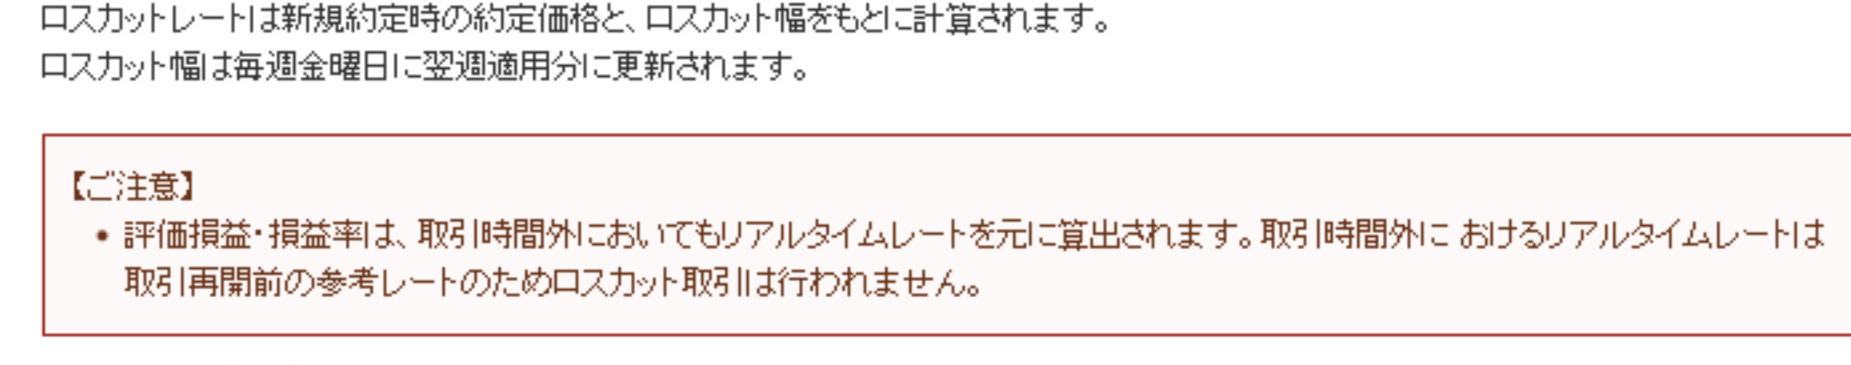 ロスカットレートは新規約定時の約定価格と、ロスカット幅をもとに計算されます。
ロスカット幅は毎週金曜日に翌週適用分に更新されます。
【ご注意】
• 評価損益・損益率は、取引時間外においてもリアルタイムレートを元に算出されます。取引時間外に おけるリアルタイムレートは
取引再開前の参考レートのためロスカット取引は行われません。